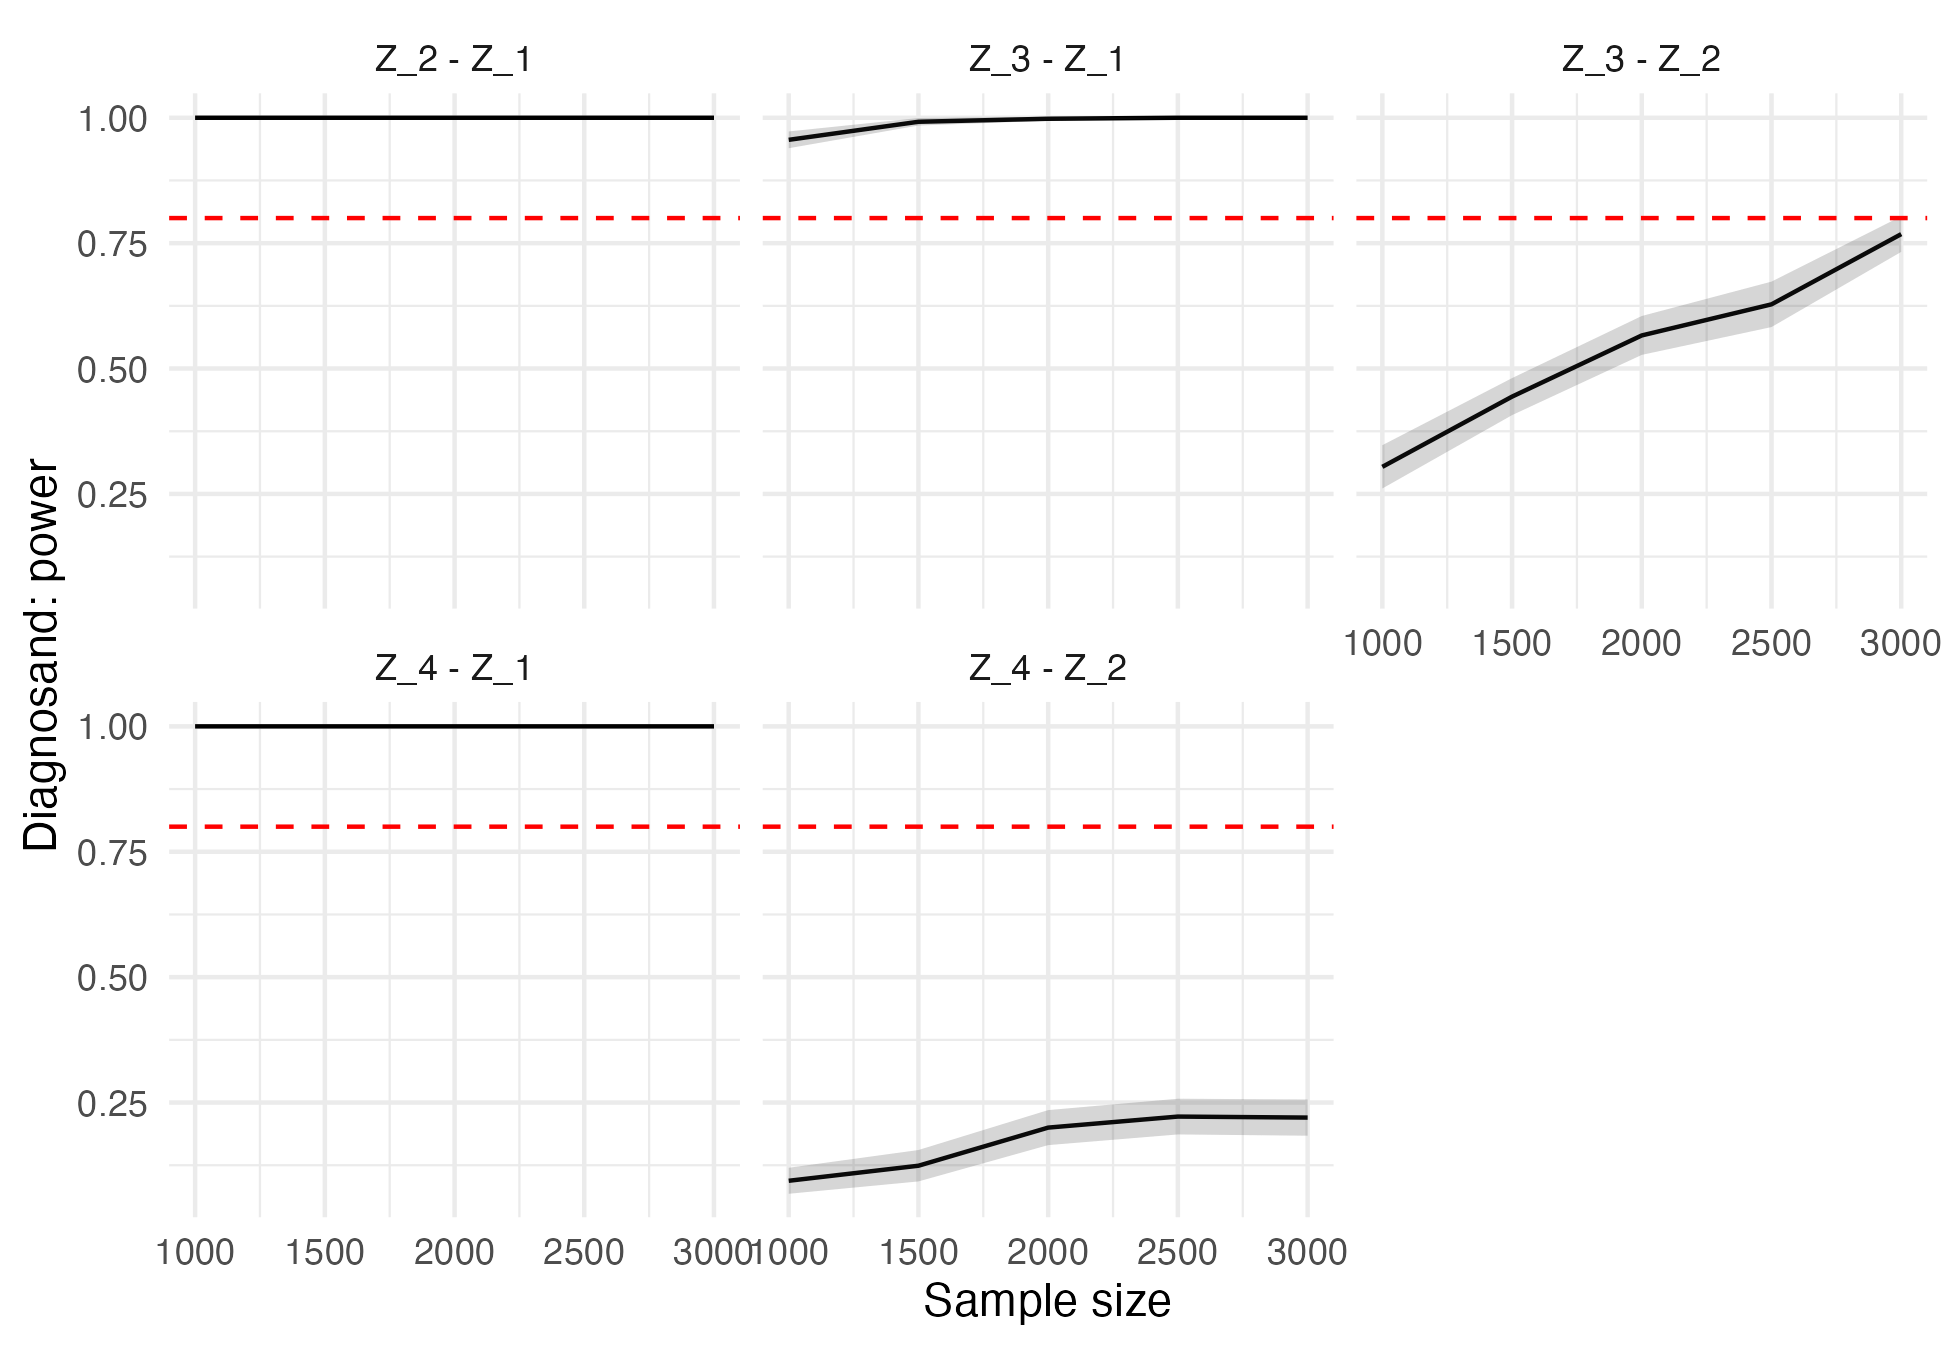 Z_2 - Z_1
Z_3 - Z_1
Z_3 - Z_2
1.00
0.75
0.50
0.25
1000 1500 2000 2500 3000
Diagnosand: power
Z_4 - Z_1
Z_4 - Z_2
1.00
0.75
0.50
0.25
1000 1500 2000 2500 3000
1000 1500 2000 2500 3000
Sample size